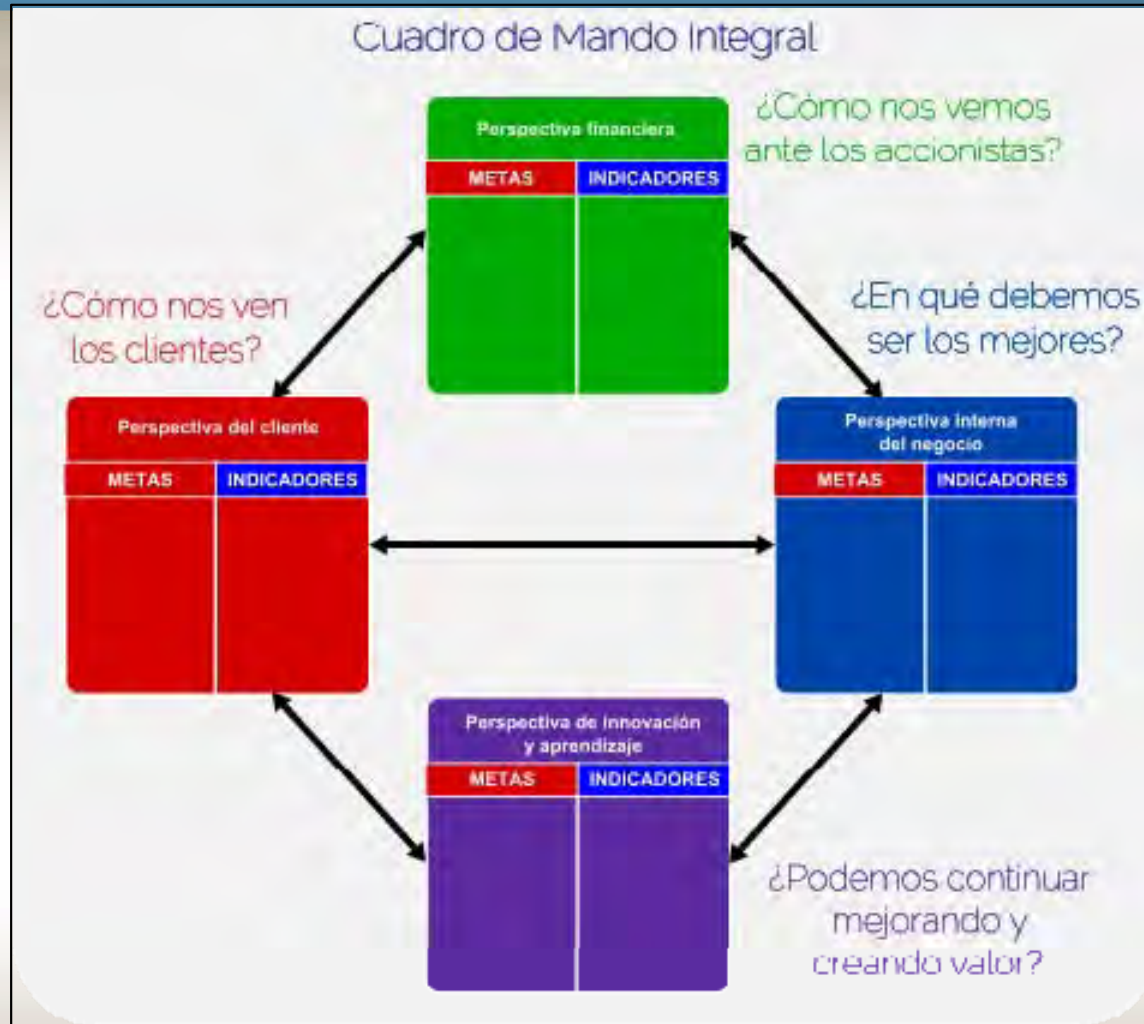 Cuadro de Mando Integral
¿Cómo nos vemos
ante los accionistas?
Perspectiva financiera
METAS INDICADORES
¿Cómo nos ven
los clientes?
¿En qué debemos
ser los mejores?
Perspectiva del cliente
METAS INDICADORES
Perspectiva interna
del negocio
METAS INDICADORES
Perspectiva de innovación
y aprendizaje
METAS INDICADORES
¿Podemos continuar
mejorando y
creando valor?